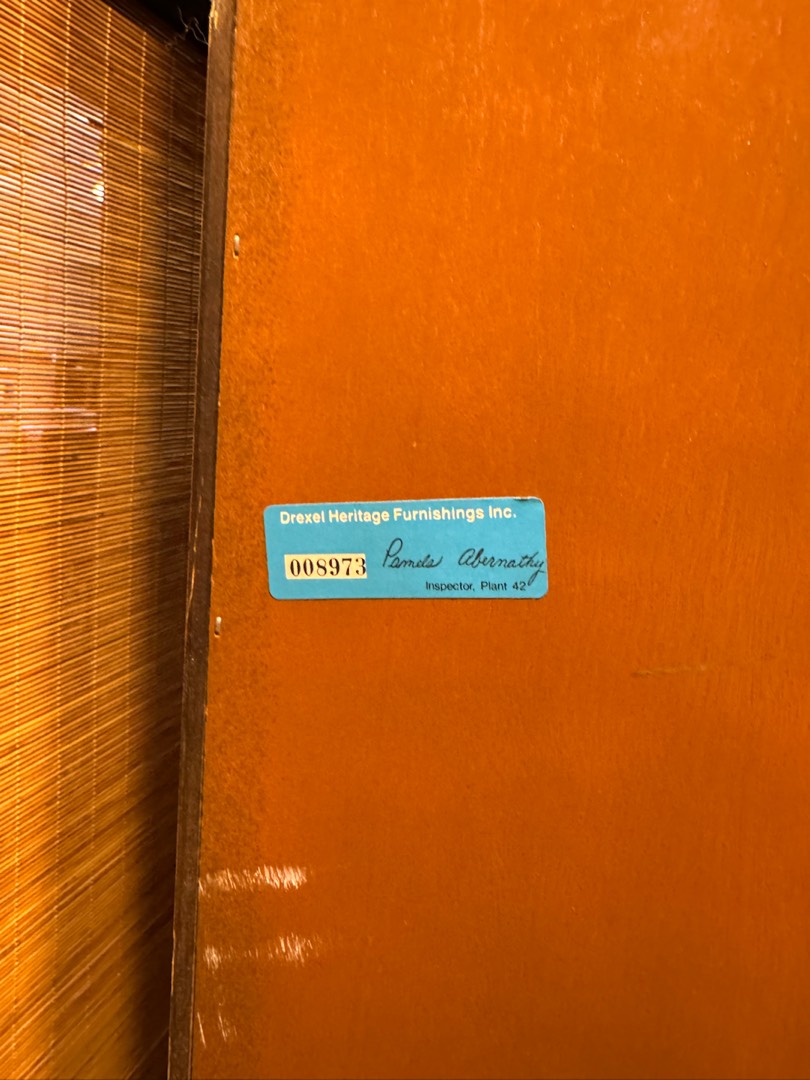 Drexel Heritage Furnishings Inc.
008973 Pamela Abernathy
Inspector, Plant 42